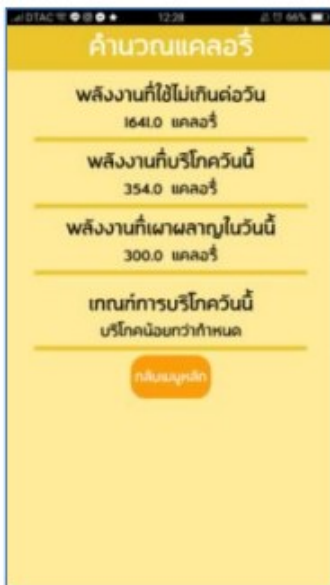 DTAC 12:28 66%
คำนวณแคลอรี่
พลังงานที่ใช้ไม่เกินต่อวัน
1641.0 แคลอรี่
พลังงานที่บริโภควันนี้
354.0 แคลอรี่
พลังงานที่เผาผลาญในวันนี้
300.0 แคลอรี่
เกณฑ์การบริโภควันนี้
บริโภคน้อยกว่ากำหนด
กลับเมนูหลัก